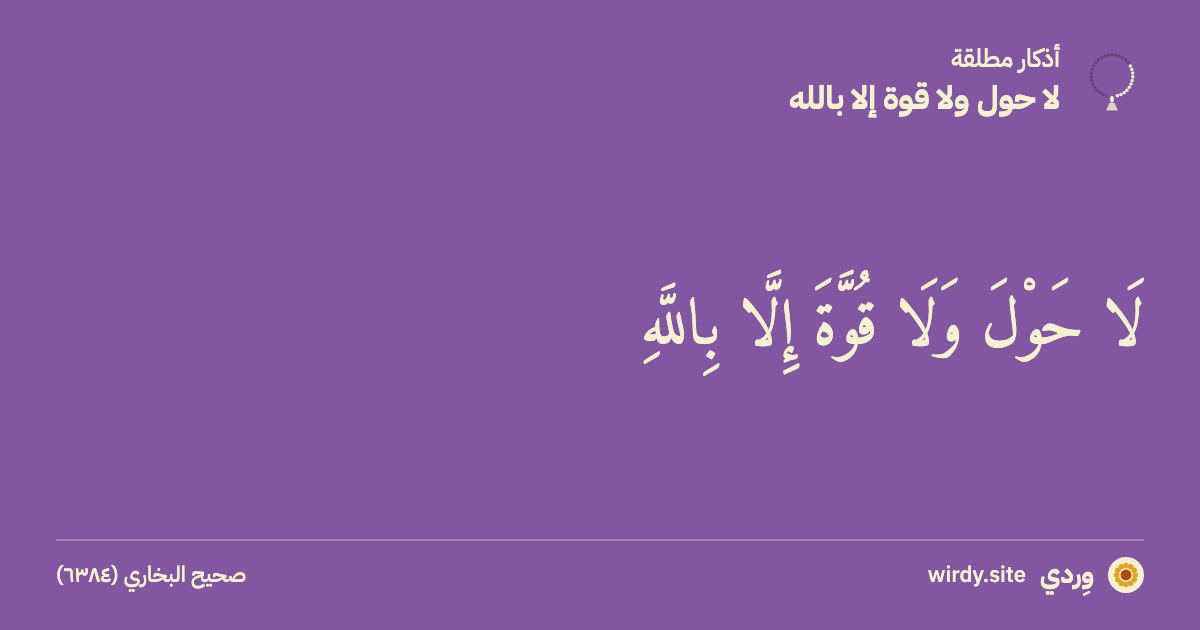 أذكار مطلقة
لا حول ولا قوة إلا بالله
لَا حَوْلَ وَلَا قُوَّةَ إِلَّا بِاللَّهِ
وِردي wirdy.site
صحيح البخاري (٦٣٨٤)